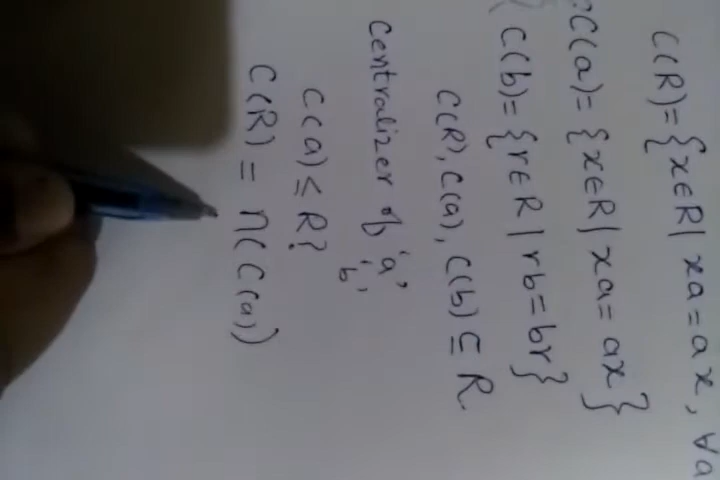 C(R) = {x∈R | xa = ax, ∀a
C(a) = {x∈R | xa = ax}
C(b) = {r∈R | rb = br}
C(R), C(a), C(b) ⊆ R
Centralizer of 'a'
'b'
C(a) ≤ R?
C(R) = ∩(C(a))